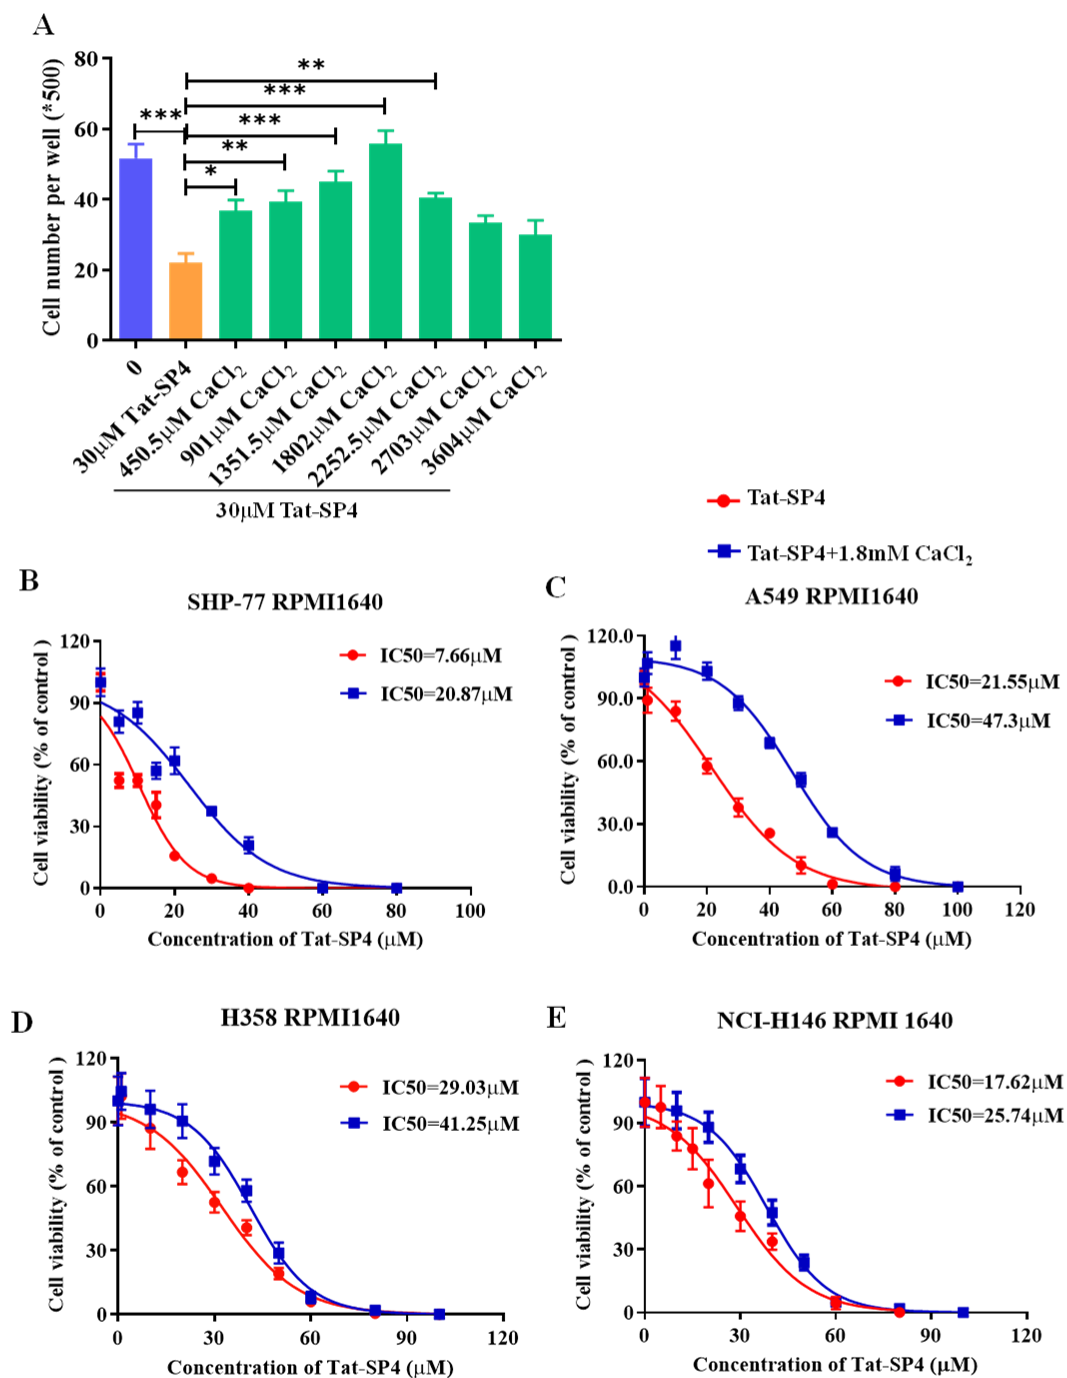 A
Cell number per well (*500)
80
60
40
20
0
***
*
**
***
***
**
0
30μM Tat-SP4
450.5μM CaCl₂
901μM CaCl₂
1351.5μM CaCl₂
1802μM CaCl₂
2252.5μM CaCl₂
2703μM CaCl₂
3604μM CaCl₂
30μM Tat-SP4
Tat-SP4
Tat-SP4+1.8mM CaCl₂
B
SHP-77 RPMI1640
Cell viability (% of control )
120
90
60
30
0
IC50=7.66μM
IC50=20.87μM
0 20 40 60 80 100
Concentration of Tat-SP4 (μM)
C
A549 RPMI1640
Cell viability (% of control )
120.0
90.0
60.0
30.0
0.0
IC50=21.55μM
IC50=47.3μM
0 20 40 60 80 100 120
Concentration of Tat-SP4 (μM)
D
H358 RPMI1640
Cell viability (% of control )
120
90
60
30
0
IC50=29.03μM
IC50=41.25μM
0 30 60 90 120
Concentration of Tat-SP4 (μM)
E
NCI-H146 RPMI 1640
Cell viability (% of control )
120
90
60
30
0
IC50=17.62μM
IC50=25.74μM
0 30 60 90 120
Concentration of Tat-SP4 (μM)